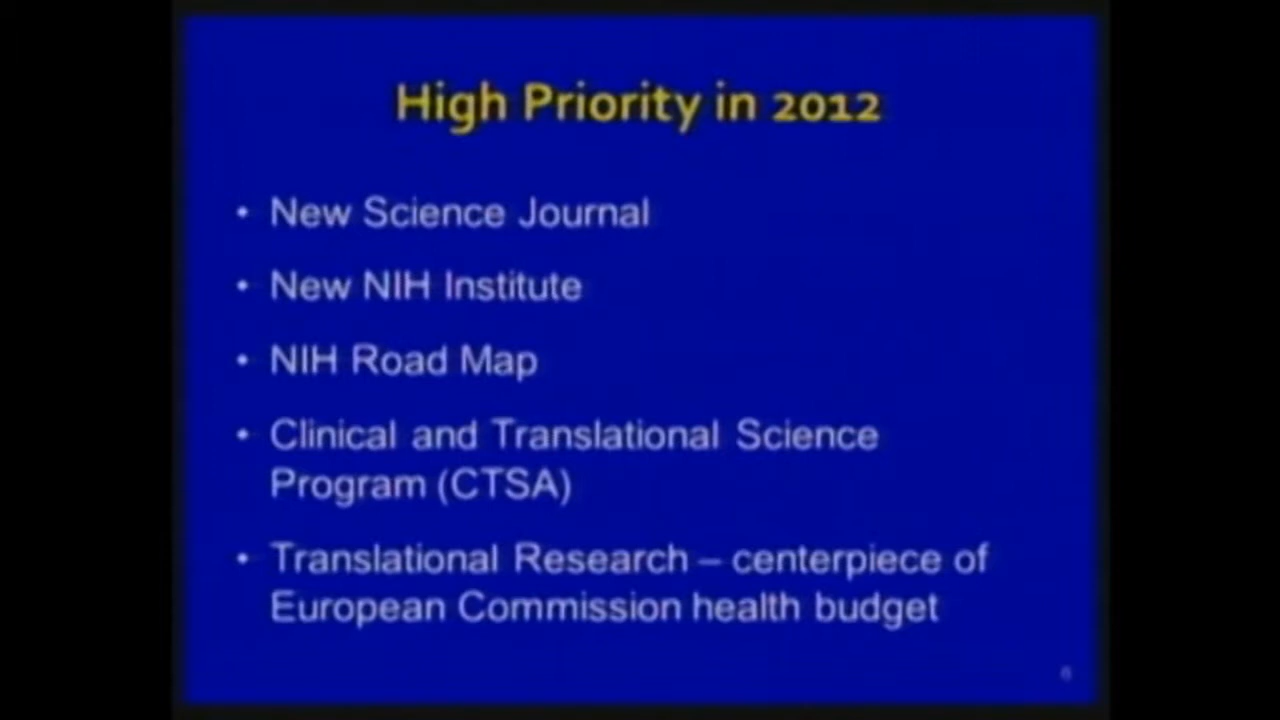 High Priority in 2012
• New Science Journal
• New NIH Institute
• NIH Road Map
• Clinical and Translational Science
Program (CTSA)
• Translational Research – centerpiece of
European Commission health budget
6